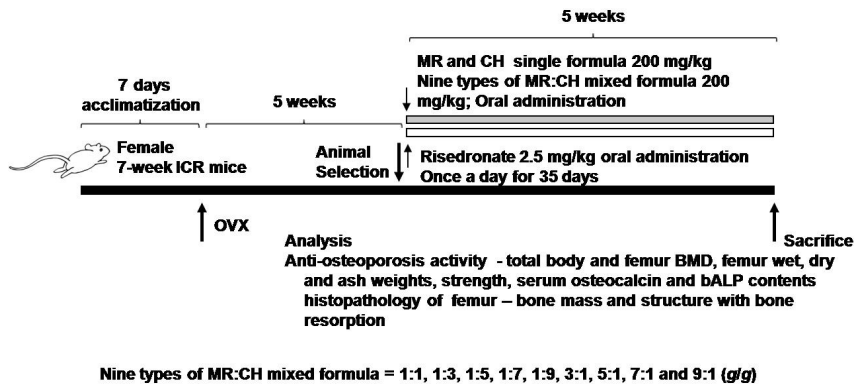 5 weeks
MR and CH single formula 200 mg/kg
Nine types of MR:CH mixed formula 200
mg/kg; Oral administration
7 days
acclimatization
5 weeks
Female
7-week ICR mice
Animal
Selection
Risedronate 2.5 mg/kg oral administration
Once a day for 35 days
OVX
Sacrifice
Analysis
Anti-osteoporosis activity - total body and femur BMD, femur wet, dry
and ash weights, strength, serum osteocalcin and bALP contents
histopathology of femur – bone mass and structure with bone
resorption
Nine types of MR:CH mixed formula = 1:1, 1:3, 1:5, 1:7, 1:9, 3:1, 5:1, 7:1 and 9:1 (g/g)